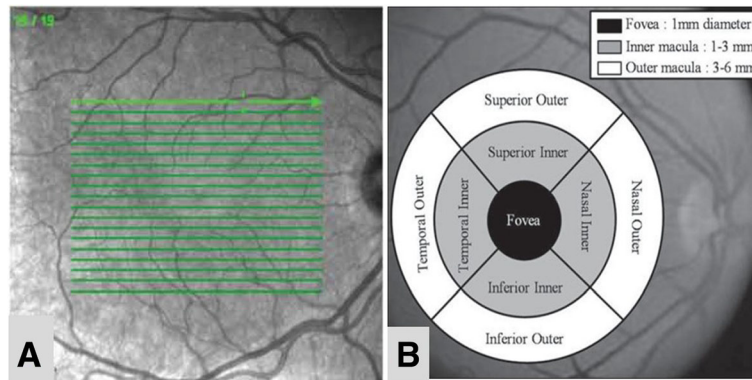 19 / 19
Fovea : 1mm diameter
Inner macula : 1-3 mm
Outer macula : 3-6 mm
Superior Outer
Superior Inner
Temporal Outer
Temporal Inner
Fovea
Nasal Inner
Nasal Outer
Inferior Inner
Inferior Outer
A
B